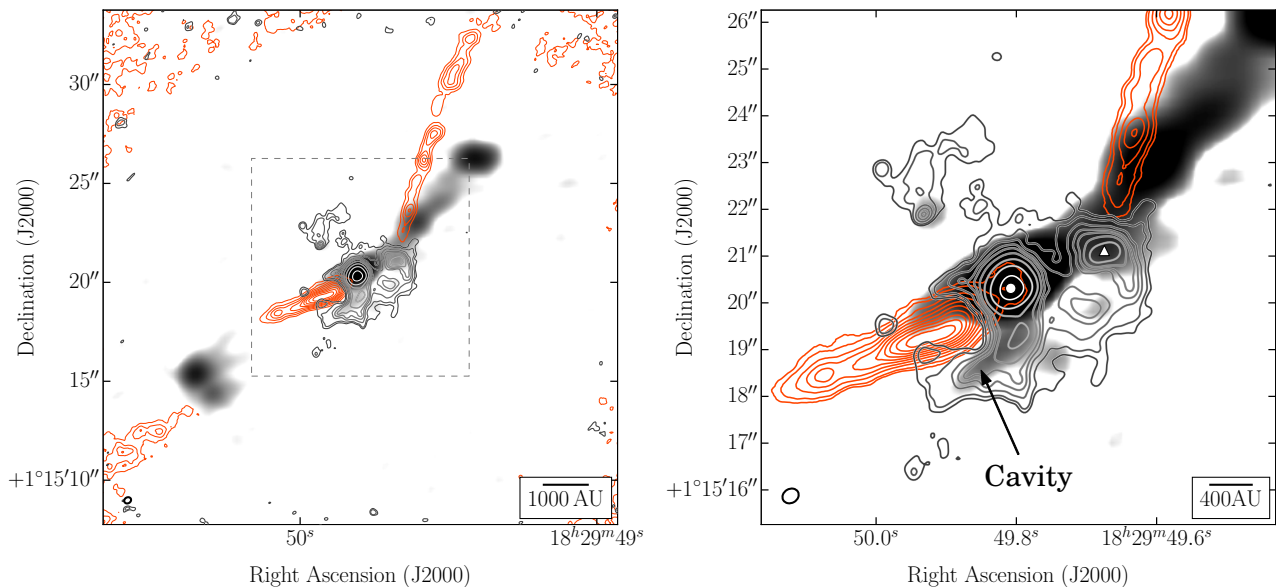 30″
25″
20″
15″
+1°15′10″
Declination (J2000)
1000 AU
50ˢ
18ʰ29ᵐ49ˢ
Right Ascension (J2000)
26″
25″
24″
23″
22″
21″
20″
19″
18″
17″
+1°15′16″
Declination (J2000)
Cavity
400AU
50.0ˢ
49.8ˢ
18ʰ29ᵐ49.6ˢ
Right Ascension (J2000)